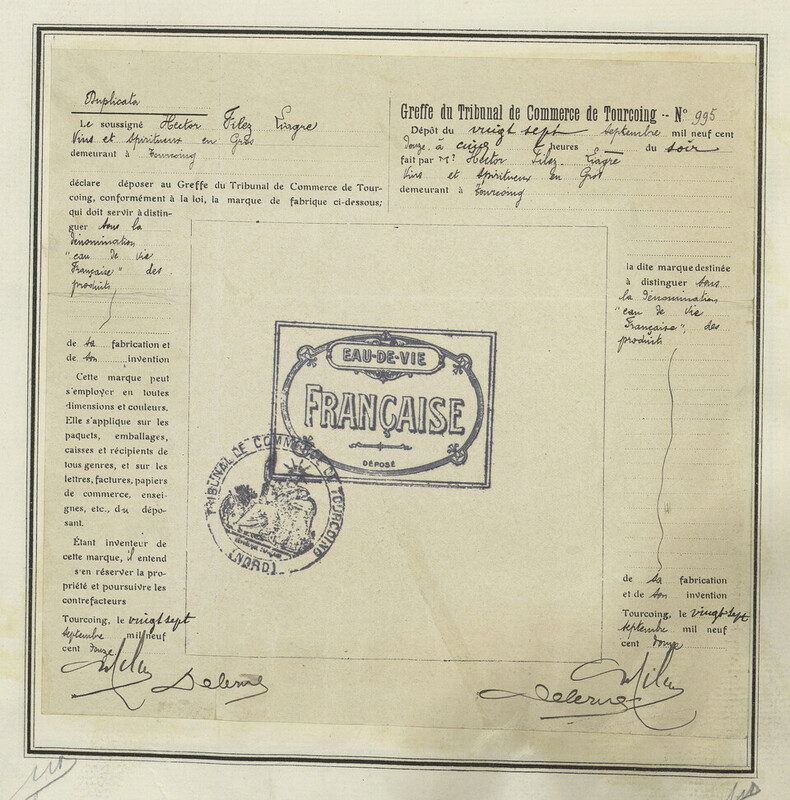 Duplicata
Le soussigné Hector Filez Liagre
Vins et Spiritueux en Gros
demeurant à Tourcoing
déclare déposer au Greffe du Tribunal de Commerce de Tour-
coing, conformément à la loi, la marque de fabrique ci-dessous;
qui doit servir à distin-
guer sous la
dénomination
"eau de vie
Française" des
produits
de sa fabrication et
de son invention
Cette marque peut
s'employer en toutes
dimensions et couleurs.
Elle s'applique sur les
paquets, emballages,
caisses et récipients de
tous genres, et sur les
lettres, factures, papiers
de commerce, ensei-
gnes, etc., du dépo-
sant.
Étant inventeur de
cette marque, il entend
s'en réserver la pro-
priété et poursuivre les
contrefacteurs
Tourcoing, le vingt sept
septembre mil neuf
cent douze
Delerue
Greffe du Tribunal de Commerce de Tourcoing -- N° 995
Dépôt du vingt sept septembre mil neuf cent
douze, à cinq heures du soir
fait par Mr Hector Filez Liagre
Vins et Spiritueux en Gros
demeurant à Tourcoing
la dite marque destinée
à distinguer sous
la dénomination
"eau de vie
Française", des
produits
de sa fabrication
et de son invention
Tourcoing, le vingt sept
septembre mil neuf
cent douze
Delerue
EAU-DE-VIE
FRANÇAISE
DÉPOSÉ
TRIBUNAL DE COMMERCE DE TOURCOING
(NORD)